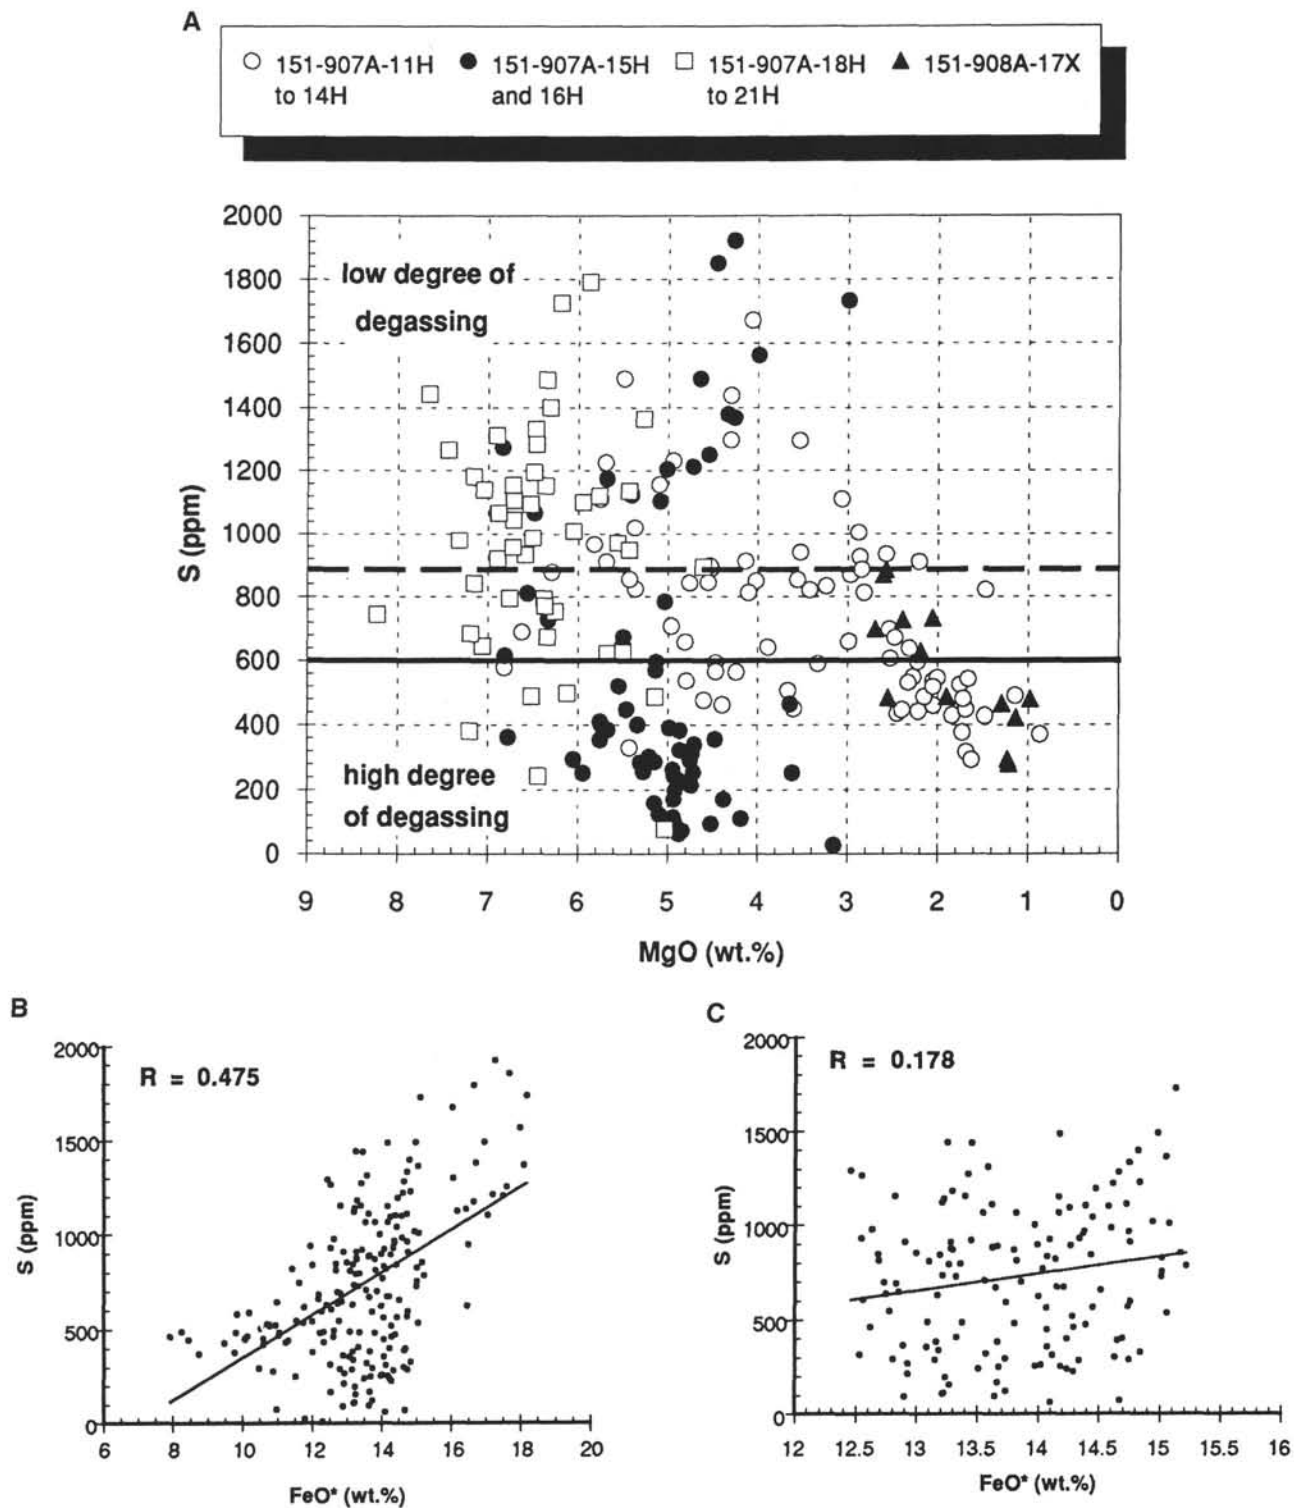 A
151-907A-11H to 14H
151-907A-15H and 16H
151-907A-18H to 21H
151-908A-17X
2000
1800
1600
1400
1200
1000
800
600
400
200
0
S (ppm)
low degree of
degassing
high degree
of degassing
9 8 7 6 5 4 3 2 1 0
MgO (wt.%)
B
R = 0.475
2000
1500
1000
500
0
S (ppm)
6 8 10 12 14 16 18 20
FeO* (wt.%)
C
R = 0.178
2000
1500
1000
500
0
S (ppm)
12 12.5 13 13.5 14 14.5 15 15.5 16
FeO* (wt.%)